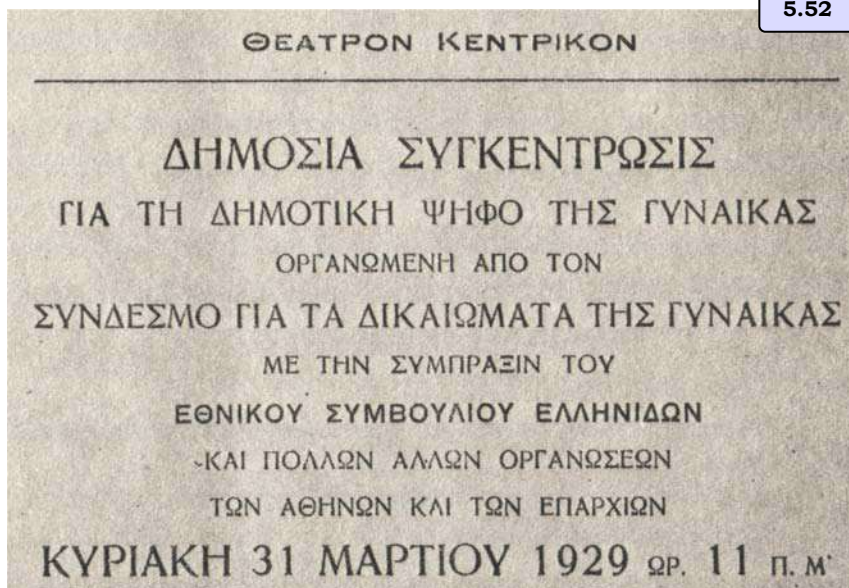 5.52
ΘΕΑΤΡΟΝ ΚΕΝΤΡΙΚΟΝ
ΔΗΜΟΣΙΑ ΣΥΓΚΕΝΤΡΩΣΙΣ
ΓΙΑ ΤΗ ΔΗΜΟΤΙΚΗ ΨΗΦΟ ΤΗΣ ΓΥΝΑΙΚΑΣ
ΟΡΓΑΝΩΜΕΝΗ ΑΠΟ ΤΟΝ
ΣΥΝΔΕΣΜΟ ΓΙΑ ΤΑ ΔΙΚΑΙΩΜΑΤΑ ΤΗΣ ΓΥΝΑΙΚΑΣ
ΜΕ ΤΗΝ ΣΥΜΠΡΑΞΙΝ ΤΟΥ
ΕΘΝΙΚΟΥ ΣΥΜΒΟΥΛΙΟΥ ΕΛΛΗΝΙΔΩΝ
ΚΑΙ ΠΟΛΛΩΝ ΑΛΛΩΝ ΟΡΓΑΝΩΣΕΩΝ
ΤΩΝ ΑΘΗΝΩΝ ΚΑΙ ΤΩΝ ΕΠΑΡΧΙΩΝ
ΚΥΡΙΑΚΗ 31 ΜΑΡΤΙΟΥ 1929 ΩΡ. 11 Π. Μ.